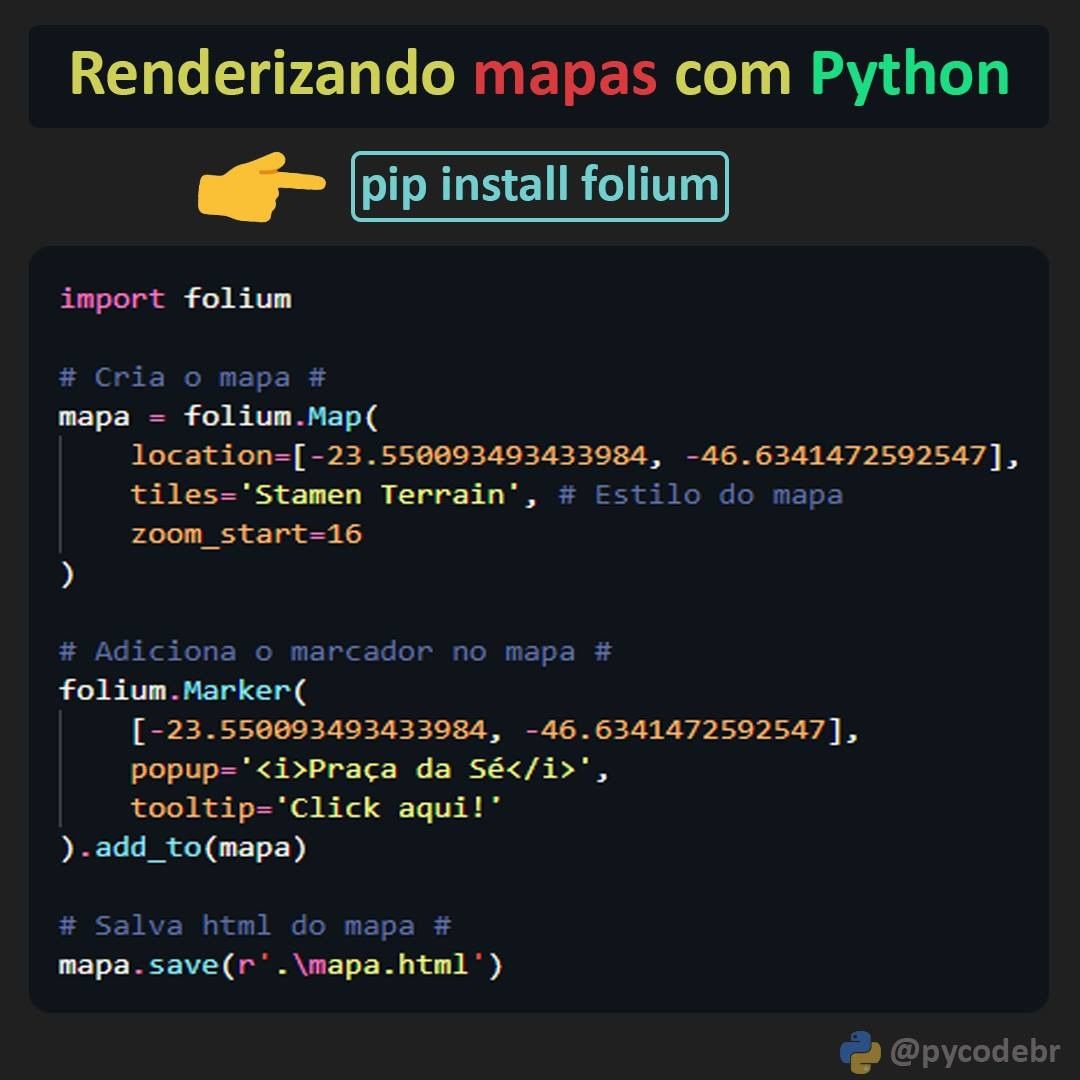 Renderizando mapas com Python
pip install folium
import folium
# Cria o mapa #
mapa = folium.Map(
    location=[-23.550093493433984, -46.6341472592547],
    tiles='Stamen Terrain', # Estilo do mapa
    zoom_start=16
)
# Adiciona o marcador no mapa #
folium.Marker(
    [-23.550093493433984, -46.6341472592547],
    popup='<i>Praça da Sé</i>',
    tooltip='Click aqui!'
).add_to(mapa)
# Salva html do mapa #
mapa.save(r'.\mapa.html')
@pycodebr